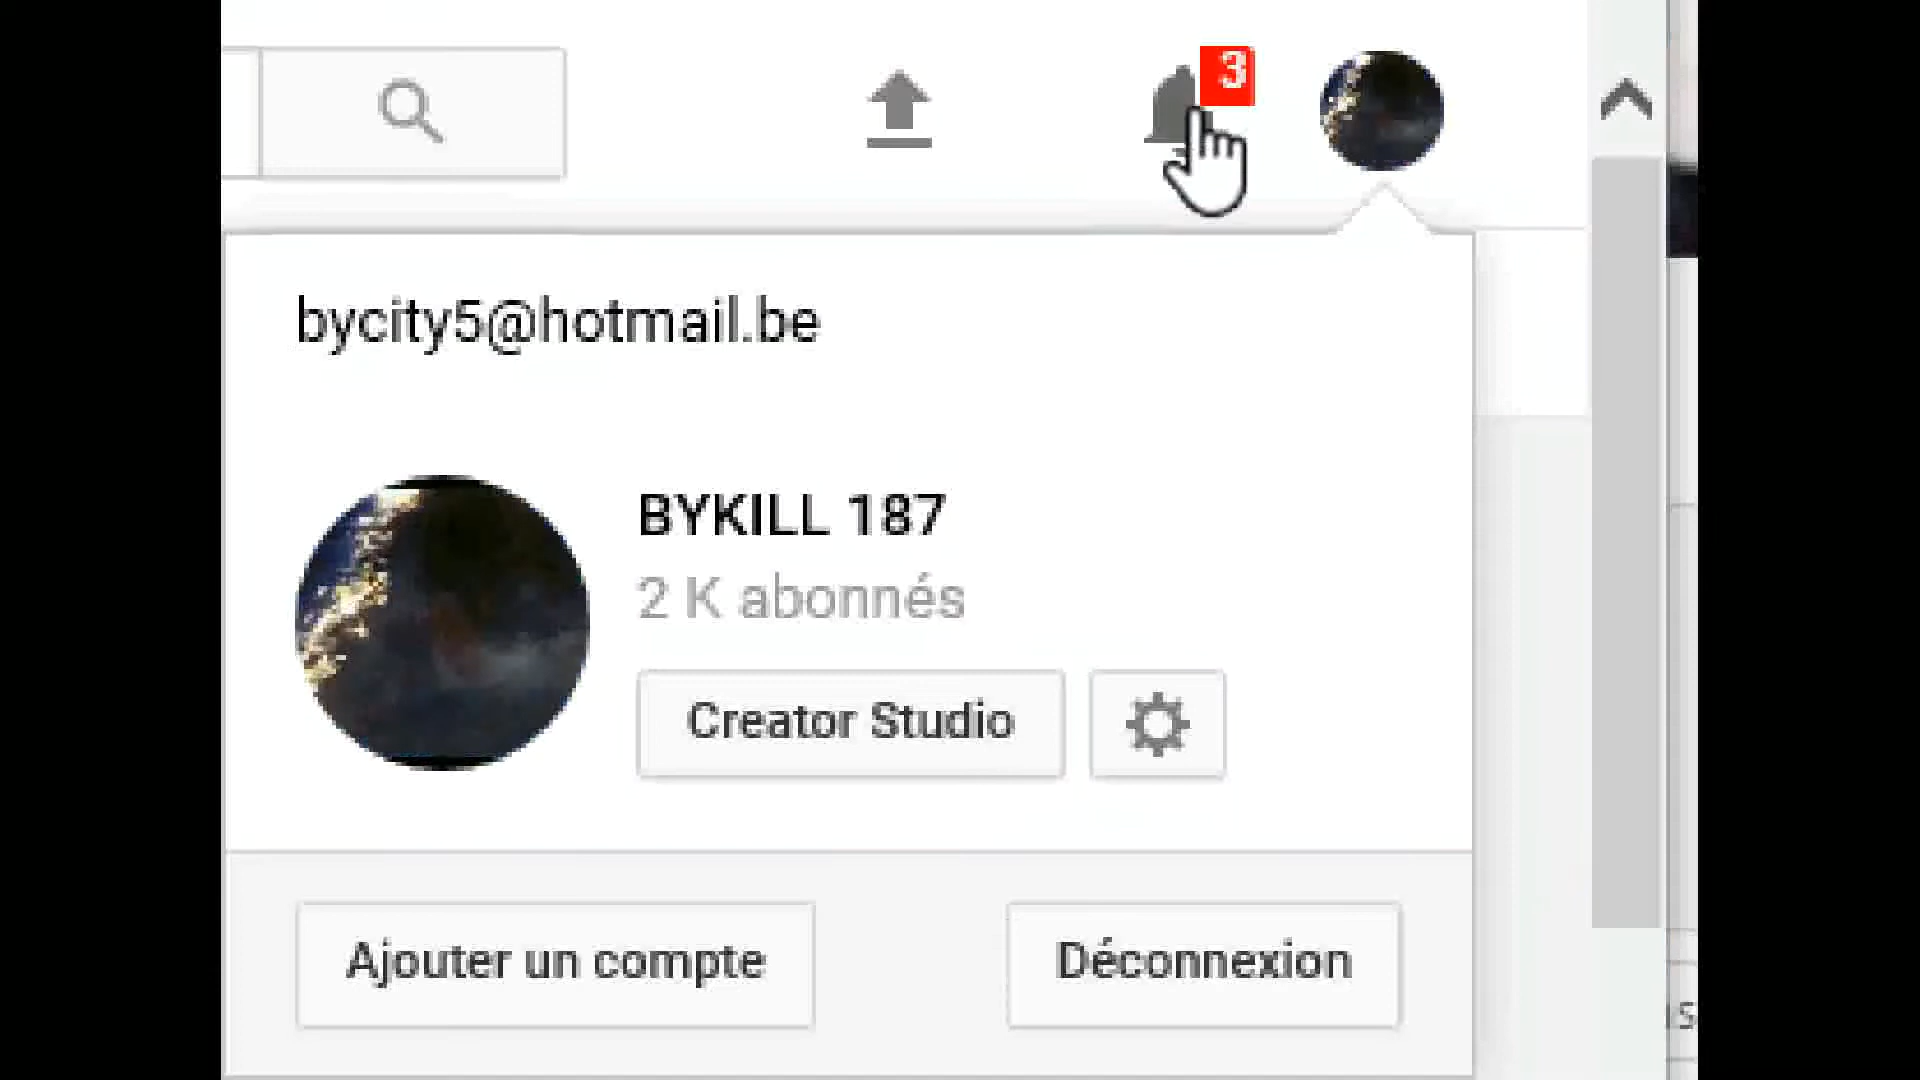 3
bycity5@hotmail.be
BYKILL 187
2 K abonnés
Creator Studio
Ajouter un compte
Déconnexion